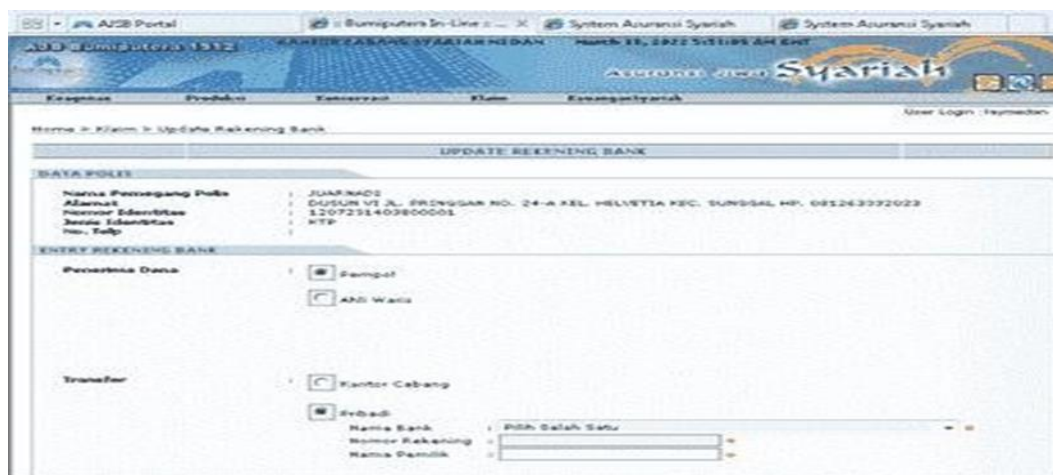 AJSB Portal : Bumiputera In-Line :: ... System Asuransi Syariah System Asuransi Syariah
AJB Bumiputera 1912 KANTOR CABANG SYARIAH MEDAN March
Asuransi Jiwa Syariah
Keagenan Produksi Konservasi Klaim KeuanganSyariah
User Login :
Home > Klaim > Update Rekening Bank
UPDATE REKENING BANK
DATA POLIS
Nama Pemegang Polis : JUARNADI
Alamat : DUSUN VI JL. PRINGGAN NO. 24-A KEL. HELVETIA KEC. SUNGGAL HP. 081263332023
Nomor Identitas : 1207231403800001
Jenis Identitas : KTP
No. Telp :
ENTRY REKENING BANK
Penerima Dana : Pempol
Ahli Waris
Transfer : Kantor Cabang
Pribadi
Nama Bank : Pilih Salah Satu
Nomor Rekening :
Nama Pemilik :